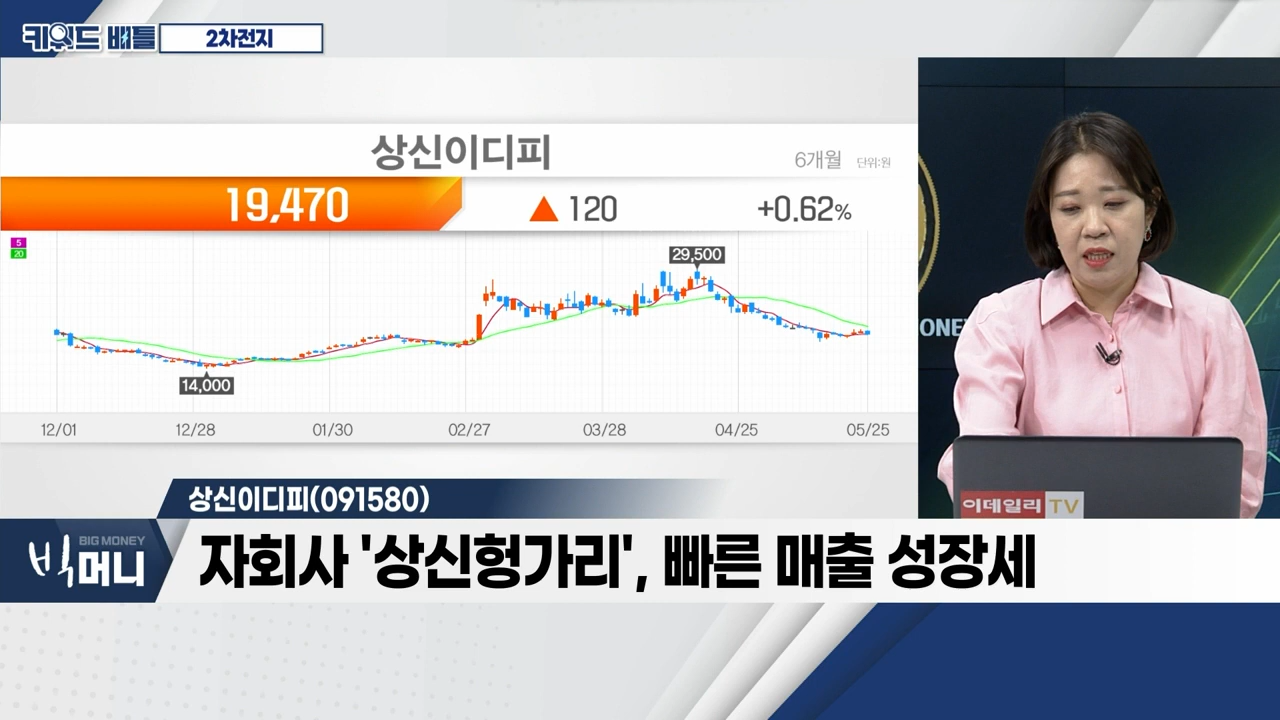 키워드 배틀
2차전지
상신이디피
6개월 단위:원
19,470 ▲ 120 +0.62%
5
20
29,500
14,000
12/01 12/28 01/30 02/27 03/28 04/25 05/25
ONE
이데일리 TV
상신이디피(091580)
BIG MONEY
빅머니
자회사 '상신헝가리', 빠른 매출 성장세